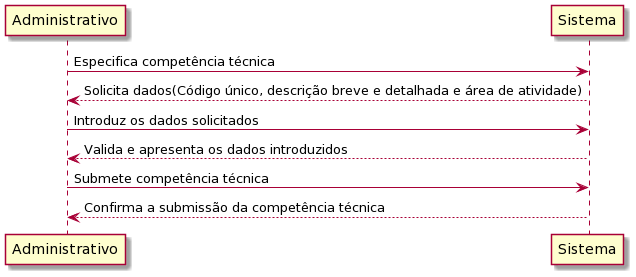 Administrativo
Sistema
Especifica competência técnica
Solicita dados(Código único, descrição breve e detalhada e área de atividade)
Introduz os dados solicitados
Valida e apresenta os dados introduzidos
Submete competência técnica
Confirma a submissão da competência técnica
Administrativo
Sistema